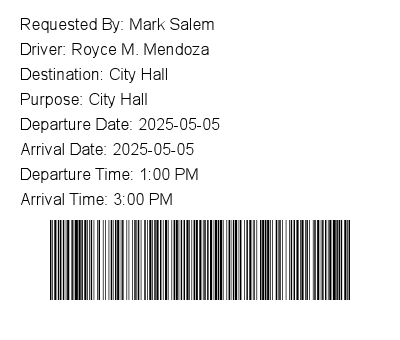 Requested By: Mark Salem
Driver: Royce M. Mendoza
Destination: City Hall
Purpose: City Hall
Departure Date: 2025-05-05
Arrival Date: 2025-05-05
Departure Time: 1:00 PM
Arrival Time: 3:00 PM